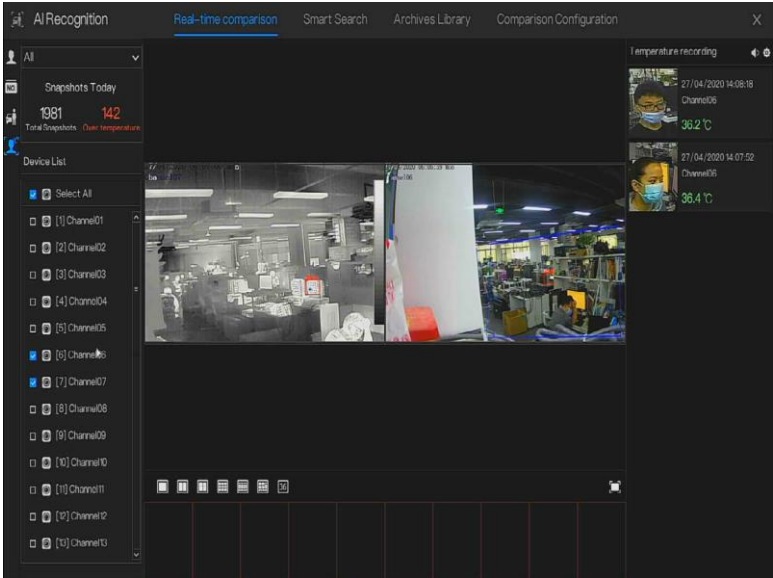 AI Recognition
Real-time comparison
Smart Search
Archives Library
Comparison Configuration
X
All
Snapshots Today
1981
142
Total Snapshots
Over temperature
Device List
Select All
[1] Channel01
[2] Channel02
[3] Channel03
[4] Channel04
[5] Channel05
[6] Channel06
[7] Channel07
[8] Channel08
[9] Channel09
[10] Channel10
[11] Channel11
[12] Channel12
[13] Channel13
36
Temperature recording
27/04/2020 14:08:18
Channel06
36.2 ℃
27/04/2020 14:07:52
Channel06
36.4 ℃